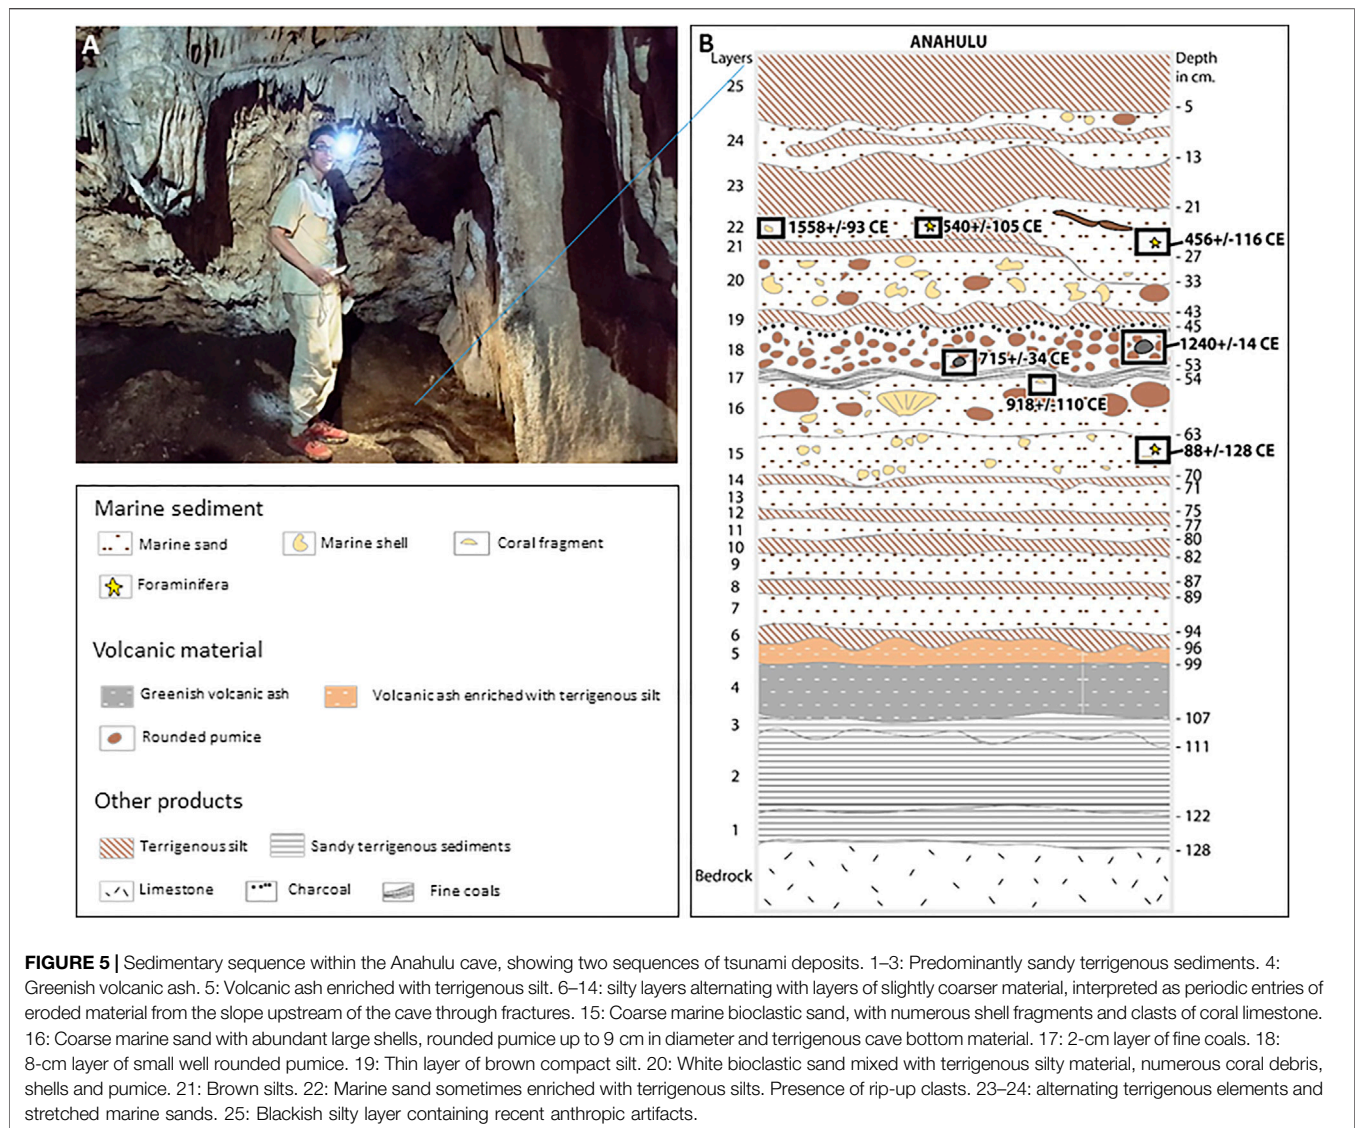 A
B
ANAHULU
Layers
Depth
in cm.
25
- 5
24
- 13
23
- 21
22
1558+/-93 CE
540+/-105 CE
456+/-116 CE
21
- 27
20
- 33
- 43
19
- 45
18
1240+/-14 CE
715+/-34 CE
- 53
17
- 54
918+/-110 CE
16
- 63
15
88+/-128 CE
- 70
14
- 71
13
- 75
12
- 77
11
- 80
10
- 82
9
- 87
8
- 89
7
- 94
6
- 96
5
- 99
4
- 107
3
- 111
2
- 122
1
- 128
Bedrock
Marine sediment
Marine sand
Marine shell
Coral fragment
Foraminifera
Volcanic material
Greenish volcanic ash
Volcanic ash enriched with terrigenous silt
Rounded pumice
Other products
Terrigenous silt
Sandy terrigenous sediments
Limestone
Charcoal
Fine coals
FIGURE 5 | Sedimentary sequence within the Anahulu cave, showing two sequences of tsunami deposits. 1–3: Predominantly sandy terrigenous sediments. 4:
Greenish volcanic ash. 5: Volcanic ash enriched with terrigenous silt. 6–14: silty layers alternating with layers of slightly coarser material, interpreted as periodic entries of
eroded material from the slope upstream of the cave through fractures. 15: Coarse marine bioclastic sand, with numerous shell fragments and clasts of coral limestone.
16: Coarse marine sand with abundant large shells, rounded pumice up to 9 cm in diameter and terrigenous cave bottom material. 17: 2-cm layer of fine coals. 18:
8-cm layer of small well rounded pumice. 19: Thin layer of brown compact silt. 20: White bioclastic sand mixed with terrigenous silty material, numerous coral debris,
shells and pumice. 21: Brown silts. 22: Marine sand sometimes enriched with terrigenous silts. Presence of rip-up clasts. 23–24: alternating terrigenous elements and
stretched marine sands. 25: Blackish silty layer containing recent anthropic artifacts.